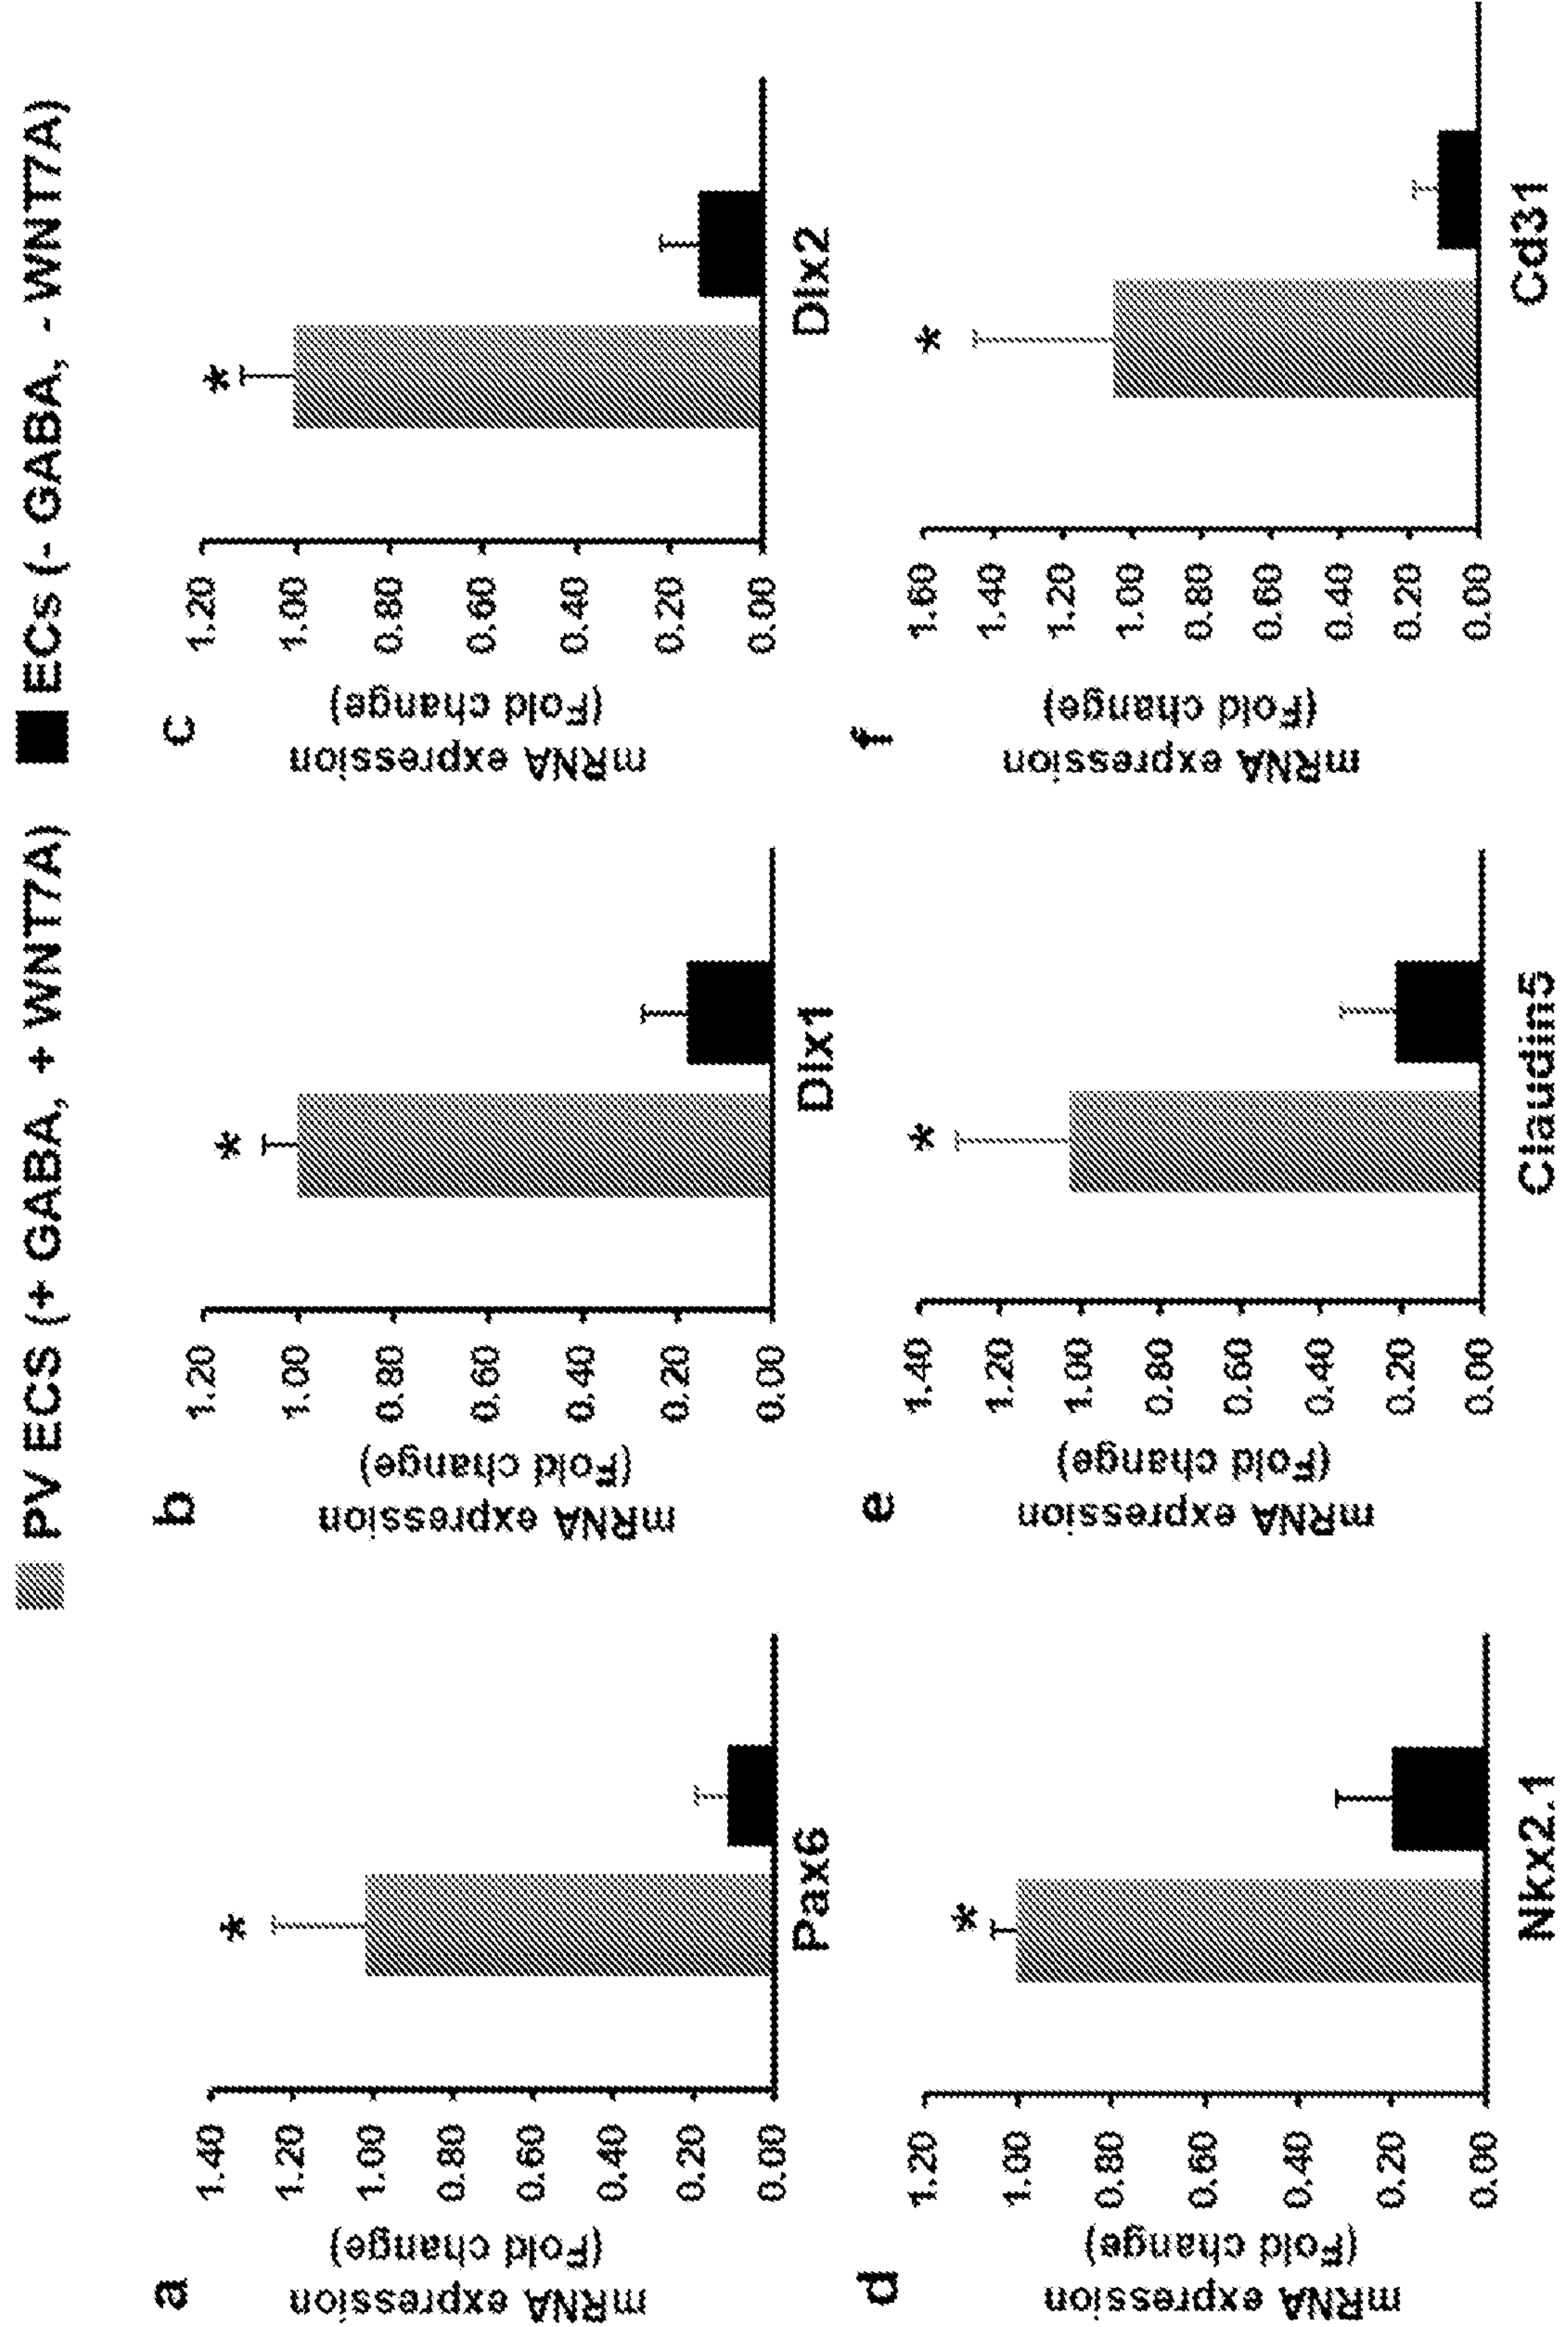 PV ECS (+ GABA, + WNT7A) ECs (- GABA, - WNT7A)
a
mRNA expression
(Fold change)
1.40
1.20
1.00
0.80
0.60
0.40
0.20
0.00
*
Pax6
b
mRNA expression
(Fold change)
1.20
1.00
0.80
0.60
0.40
0.20
0.00
*
Dlx1
c
mRNA expression
(Fold change)
1.20
1.00
0.80
0.60
0.40
0.20
0.00
*
Dlx2
d
mRNA expression
(Fold change)
1.20
1.00
0.80
0.60
0.40
0.20
0.00
*
Nkx2.1
e
mRNA expression
(Fold change)
1.40
1.20
1.00
0.80
0.60
0.40
0.20
0.00
*
Claudin5
f
mRNA expression
(Fold change)
1.60
1.40
1.20
1.00
0.80
0.60
0.40
0.20
0.00
*
Cd31